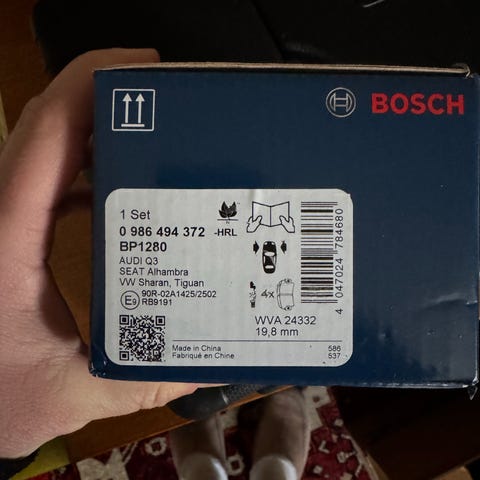 BOSCH
1 Set
0 986 494 372 -HRL
BP1280
AUDI Q3
SEAT Alhambra
VW Sharan, Tiguan
E9 90R-02A1425/2502
RB9191
N
4x
WVA 24332
19,8 mm
Made in China
Fabriqué en Chine
586
537
4 047024 784680